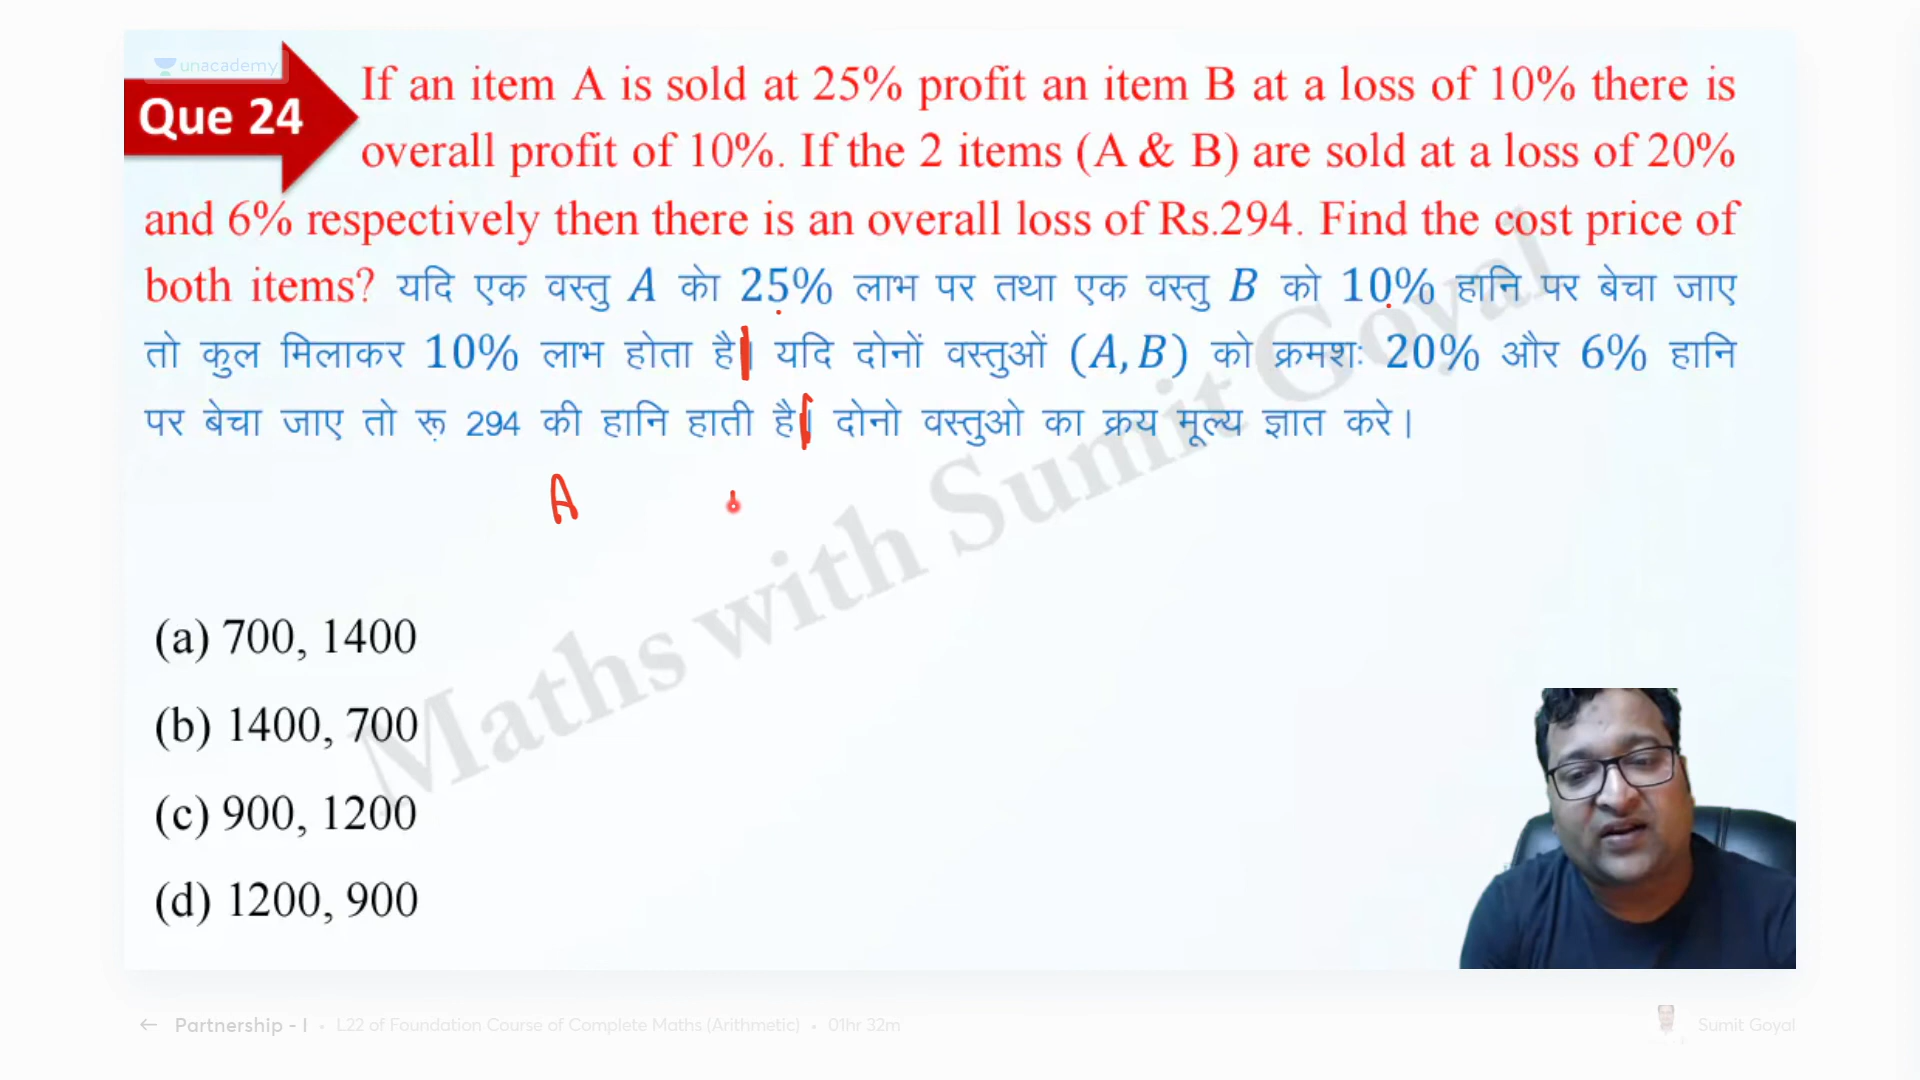 unacademy
Que 24
If an item A is sold at 25% profit an item B at a loss of 10% there is
overall profit of 10%. If the 2 items (A & B) are sold at a loss of 20%
and 6% respectively then there is an overall loss of Rs.294. Find the cost price of
both items? यदि एक वस्तु A काे 25% लाभ पर तथा एक वस्तु B को 10% हानि पर बेचा जाए
तो कुल मिलाकर 10% लाभ होता है। यदि दोनों वस्तुओं (A, B) को क्रमशः 20% और 6% हानि
पर बेचा जाए तो रू 294 की हानि हाती है। दोनो वस्तुओ का क्रय मूल्य ज्ञात करे।
A
Maths with Sumit Goyal
(a) 700, 1400
(b) 1400, 700
(c) 900, 1200
(d) 1200, 900
← Partnership - I • L22 of Foundation Course of Complete Maths (Arithmetic) • 01hr 32m
Sumit Goyal